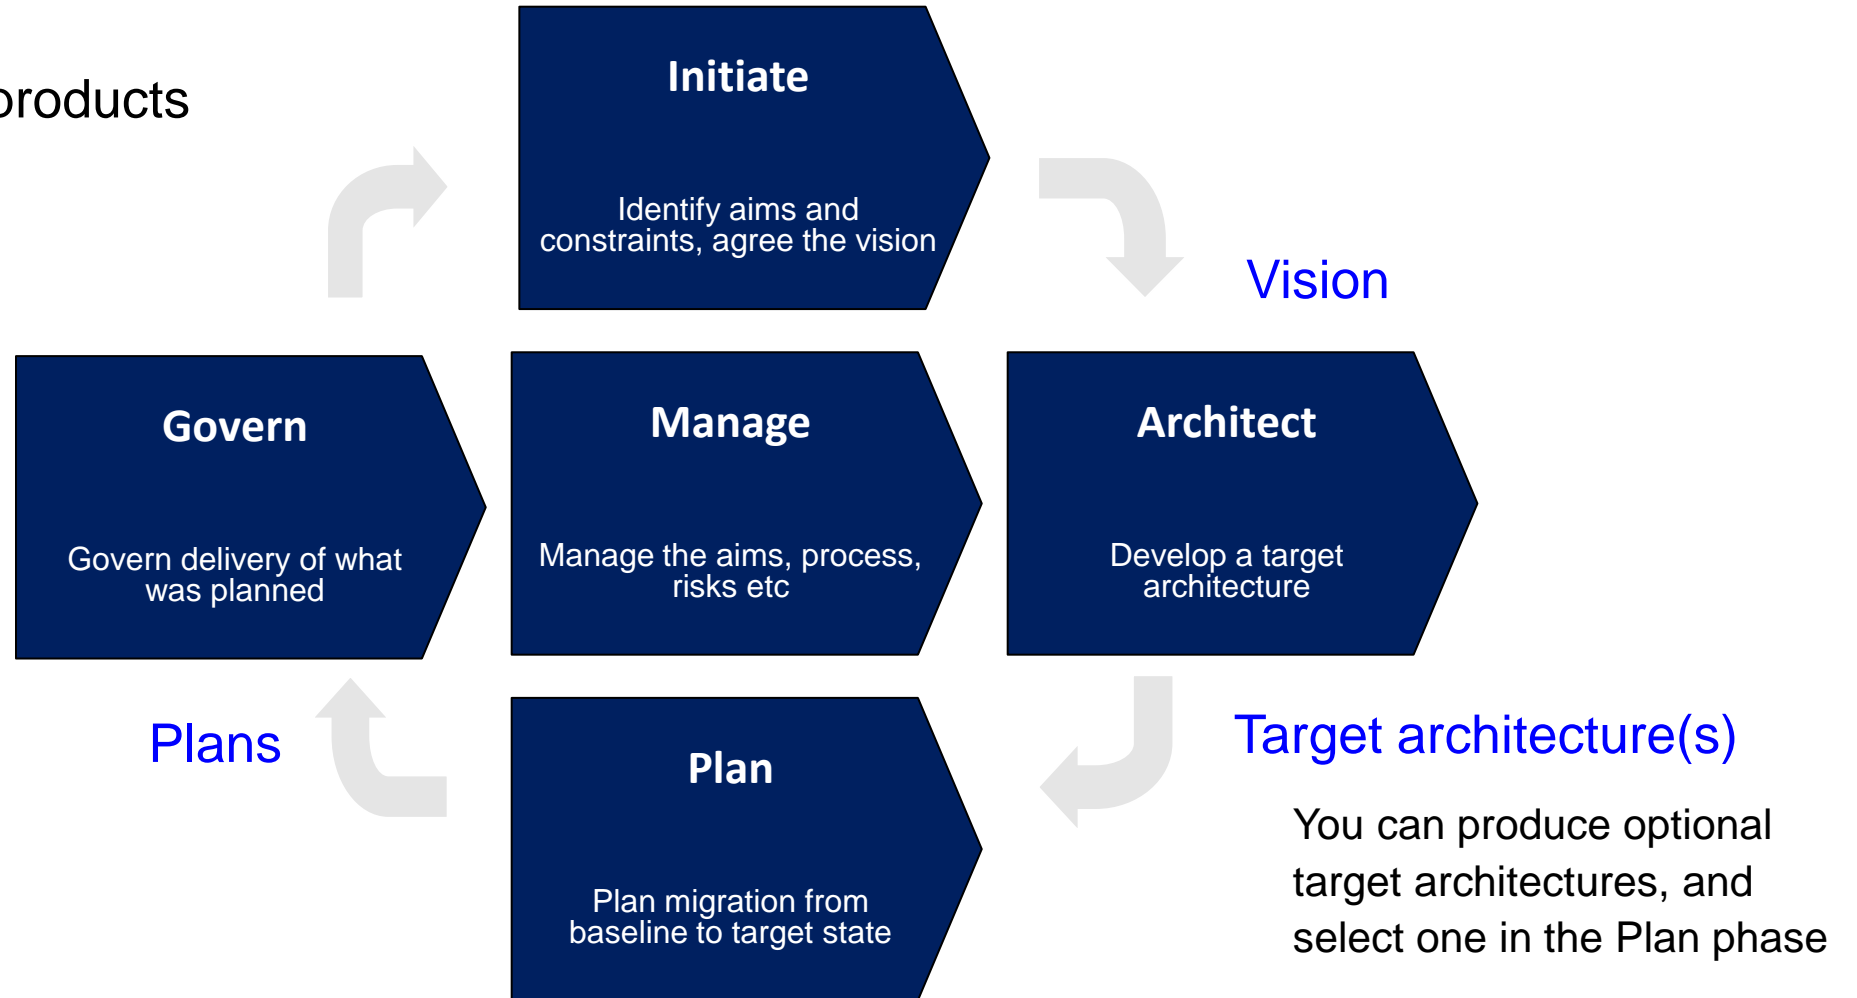 products
Initiate
Identify aims and
constraints, agree the vision
Vision
Govern
Govern delivery of what
was planned
Manage
Manage the aims, process,
risks etc
Architect
Develop a target
architecture
Plans
Plan
Plan migration from
baseline to target state
Target architecture(s)
You can produce optional
target architectures, and
select one in the Plan phase